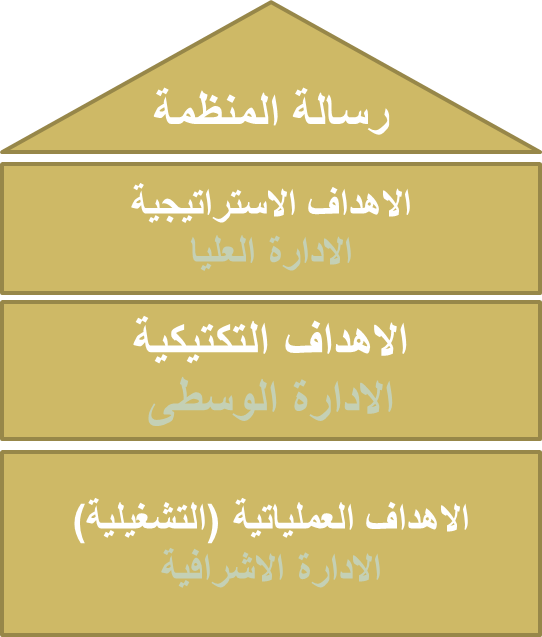 رسالة المنظمة
الاهداف الاستراتيجية
الادارة العليا
الاهداف التكتيكية
الادارة الوسطى
الاهداف العملياتية (التشغيلية)
الادارة الاشرافية